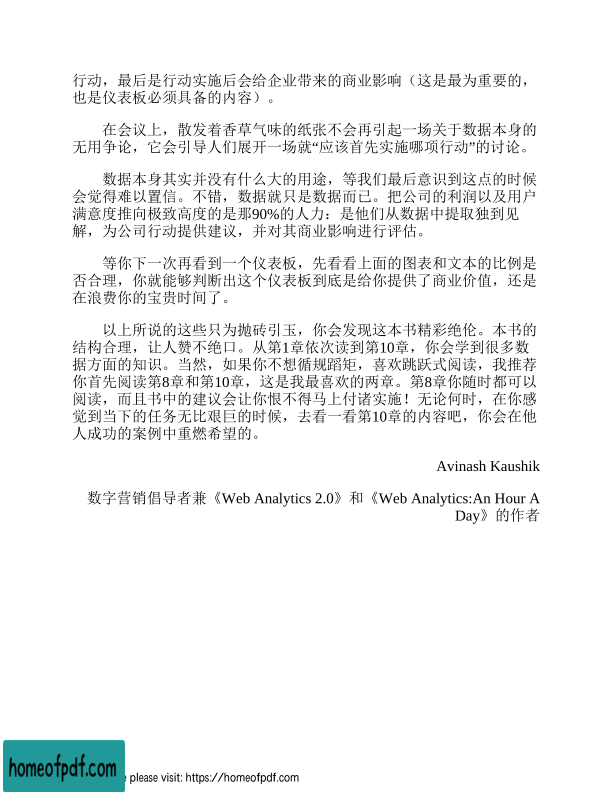 行动，最后是行动实施后会给企业带来的商业影响（这是最为重要的，
也是仪表板必须具备的内容）。
在会议上，散发着香草气味的纸张不会再引起一场关于数据本身的
无用争论，它会引导人们展开一场就“应该首先实施哪项行动”的讨论。
数据本身其实并没有什么大的用途，等我们最后意识到这点的时候
会觉得难以置信。不错，数据就只是数据而已。把公司的利润以及用户
满意度推向极致高度的是那90%的人力：是他们从数据中提取独到见
解，为公司行动提供建议，并对其商业影响进行评估。
等你下一次再看到一个仪表板，先看看上面的图表和文本的比例是
否合理，你就能够判断出这个仪表板到底是给你提供了商业价值，还是
在浪费你的宝贵时间了。
以上所说的这些只为抛砖引玉，你会发现这本书精彩绝伦。本书的
结构合理，让人赞不绝口。从第1章依次读到第10章，你会学到很多数
据方面的知识。当然，如果你不想循规蹈矩，喜欢跳跃式阅读，我推荐
你首先阅读第8章和第10章，这是我最喜欢的两章。第8章你随时都可以
阅读，而且书中的建议会让你恨不得马上付诸实施！无论何时，在你感
觉到当下的任务无比艰巨的时候，去看一看第10章的内容吧，你会在他
人成功的案例中重燃希望的。
Avinash Kaushik
数字营销倡导者兼《Web Analytics 2.0》和《Web Analytics:An Hour A
Day》的作者
homeofpdf.com
please visit: https://homeofpdf.com